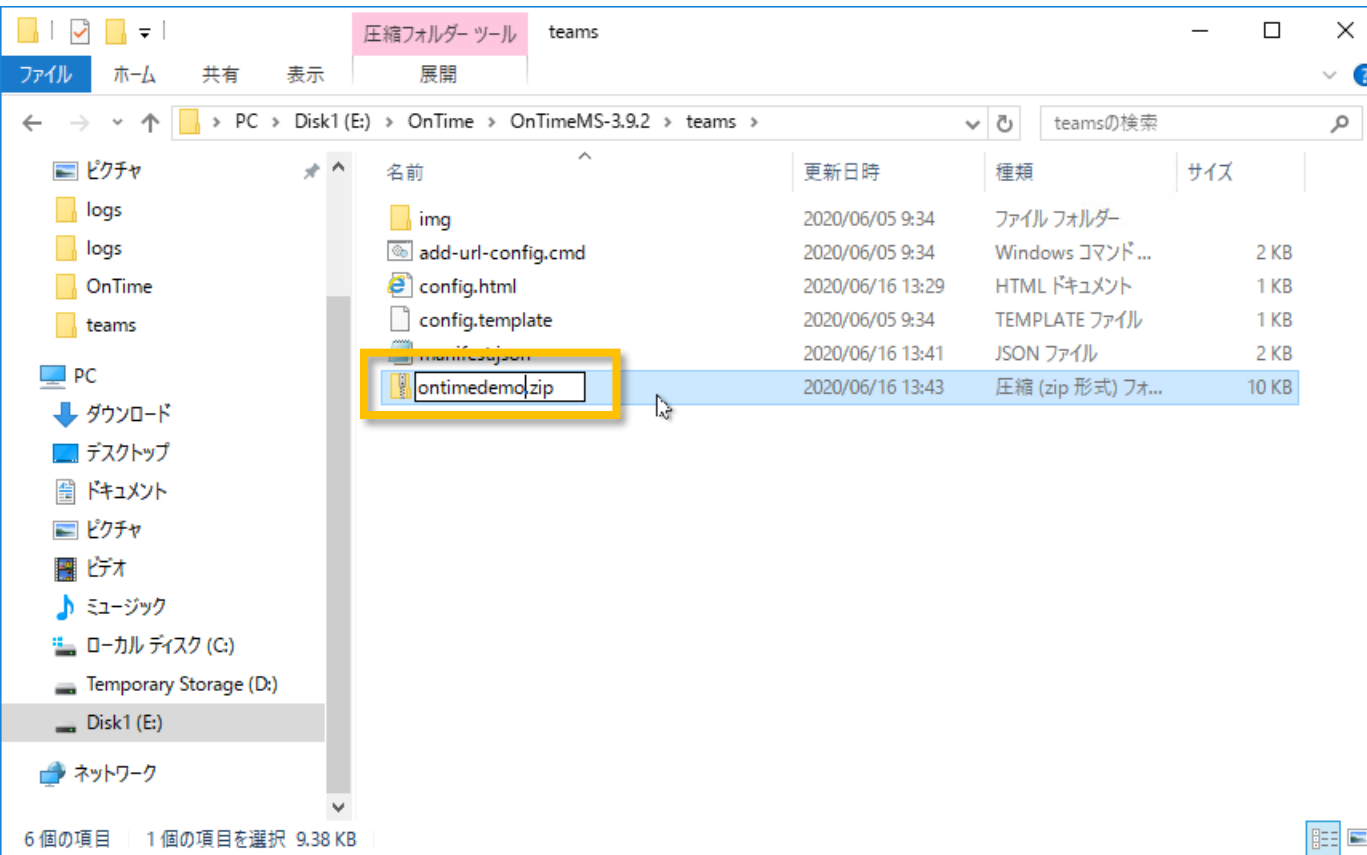 圧縮フォルダー ツール teams
ファイル ホーム 共有 表示 展開
PC > Disk1 (E:) > OnTime > OnTimeMS-3.9.2 > teams > teamsの検索
ピクチャ
logs
logs
OnTime
teams
PC
ダウンロード
デスクトップ
ドキュメント
ピクチャ
ビデオ
ミュージック
ローカル ディスク (C:)
Temporary Storage (D:)
Disk1 (E:)
ネットワーク
名前 更新日時 種類 サイズ
img 2020/06/05 9:34 ファイル フォルダー
add-url-config.cmd 2020/06/05 9:34 Windows コマンド ... 2 KB
config.html 2020/06/16 13:29 HTML ドキュメント 1 KB
config.template 2020/06/05 9:34 TEMPLATE ファイル 1 KB
manifest.json 2020/06/16 13:41 JSON ファイル 2 KB
ontimedemo.zip 2020/06/16 13:43 圧縮 (zip 形式) フォ... 10 KB
6 個の項目 1 個の項目を選択 9.38 KB